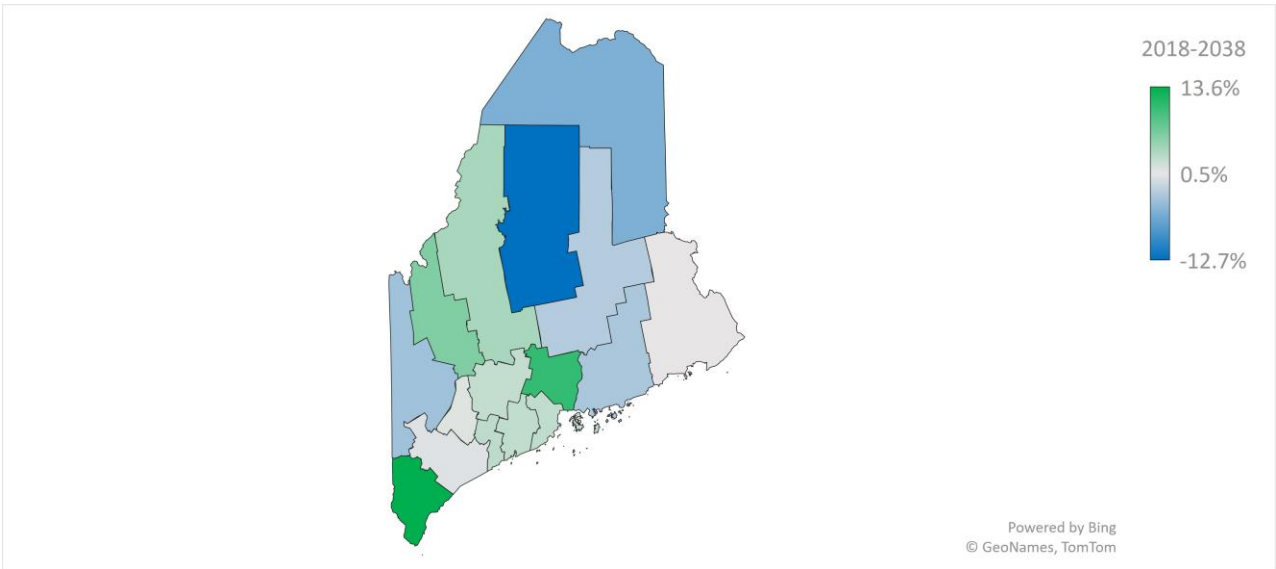 2018-2038
13.6%
0.5%
-12.7%
Powered by Bing
© GeoNames, TomTom